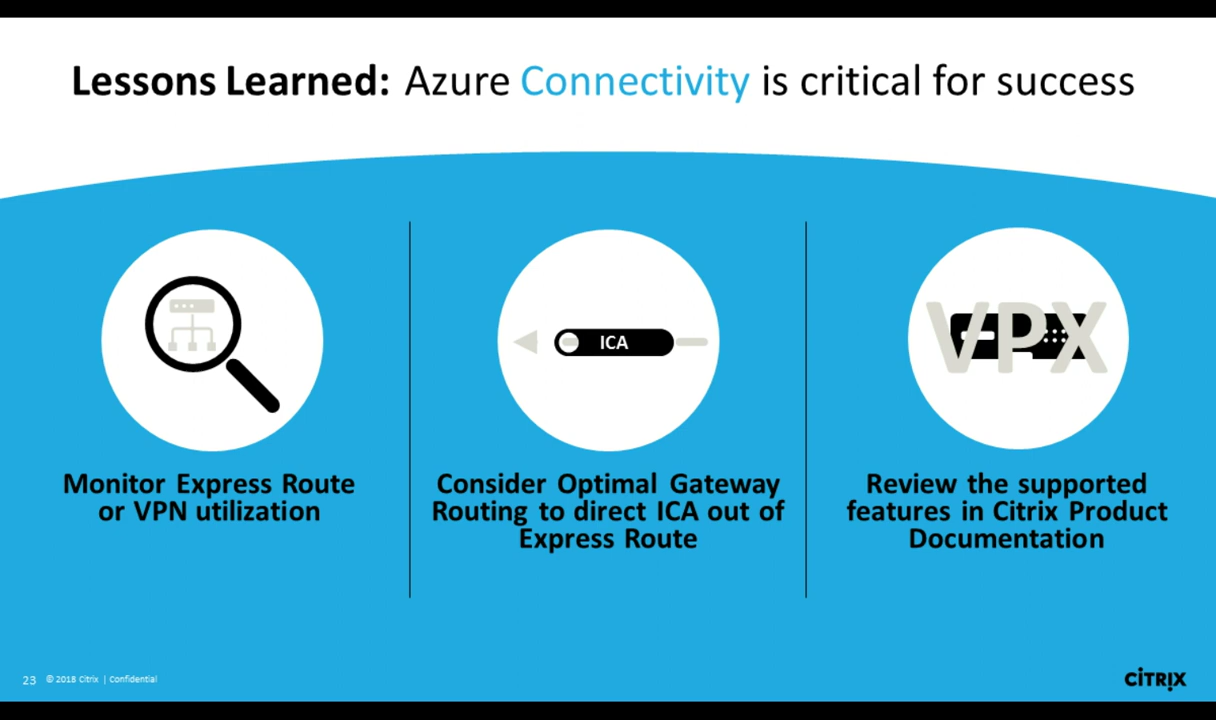 Lessons Learned: Azure Connectivity is critical for success
ICA
VPX
Monitor Express Route
or VPN utilization
Consider Optimal Gateway
Routing to direct ICA out of
Express Route
Review the supported
features in Citrix Product
Documentation
23 © 2018 Citrix | Confidential
CITRIX